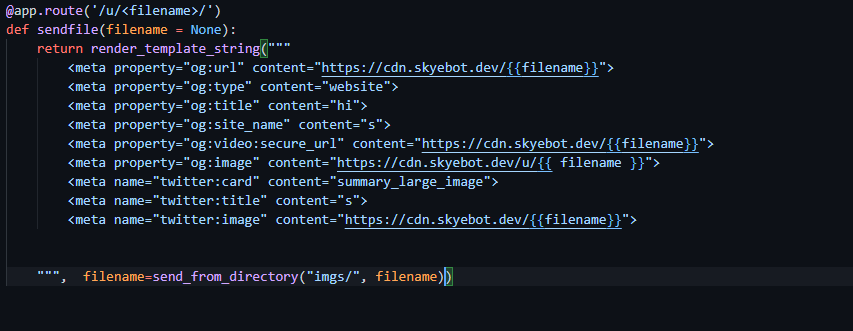 @app.route('/u/<filename>/')
def sendfile(filename = None):
    return render_template_string("""
        <meta property="og:url" content="https://cdn.skyebot.dev/{{filename}}">
        <meta property="og:type" content="website">
        <meta property="og:title" content="hi">
        <meta property="og:site_name" content="s">
        <meta property="og:video:secure_url" content="https://cdn.skyebot.dev/{{filename}}">
        <meta property="og:image" content="https://cdn.skyebot.dev/u/{{ filename }}">
        <meta name="twitter:card" content="summary_large_image">
        <meta name="twitter:title" content="s">
        <meta name="twitter:image" content="https://cdn.skyebot.dev/{{filename}}">
    """,  filename=send_from_directory("imgs/", filename))